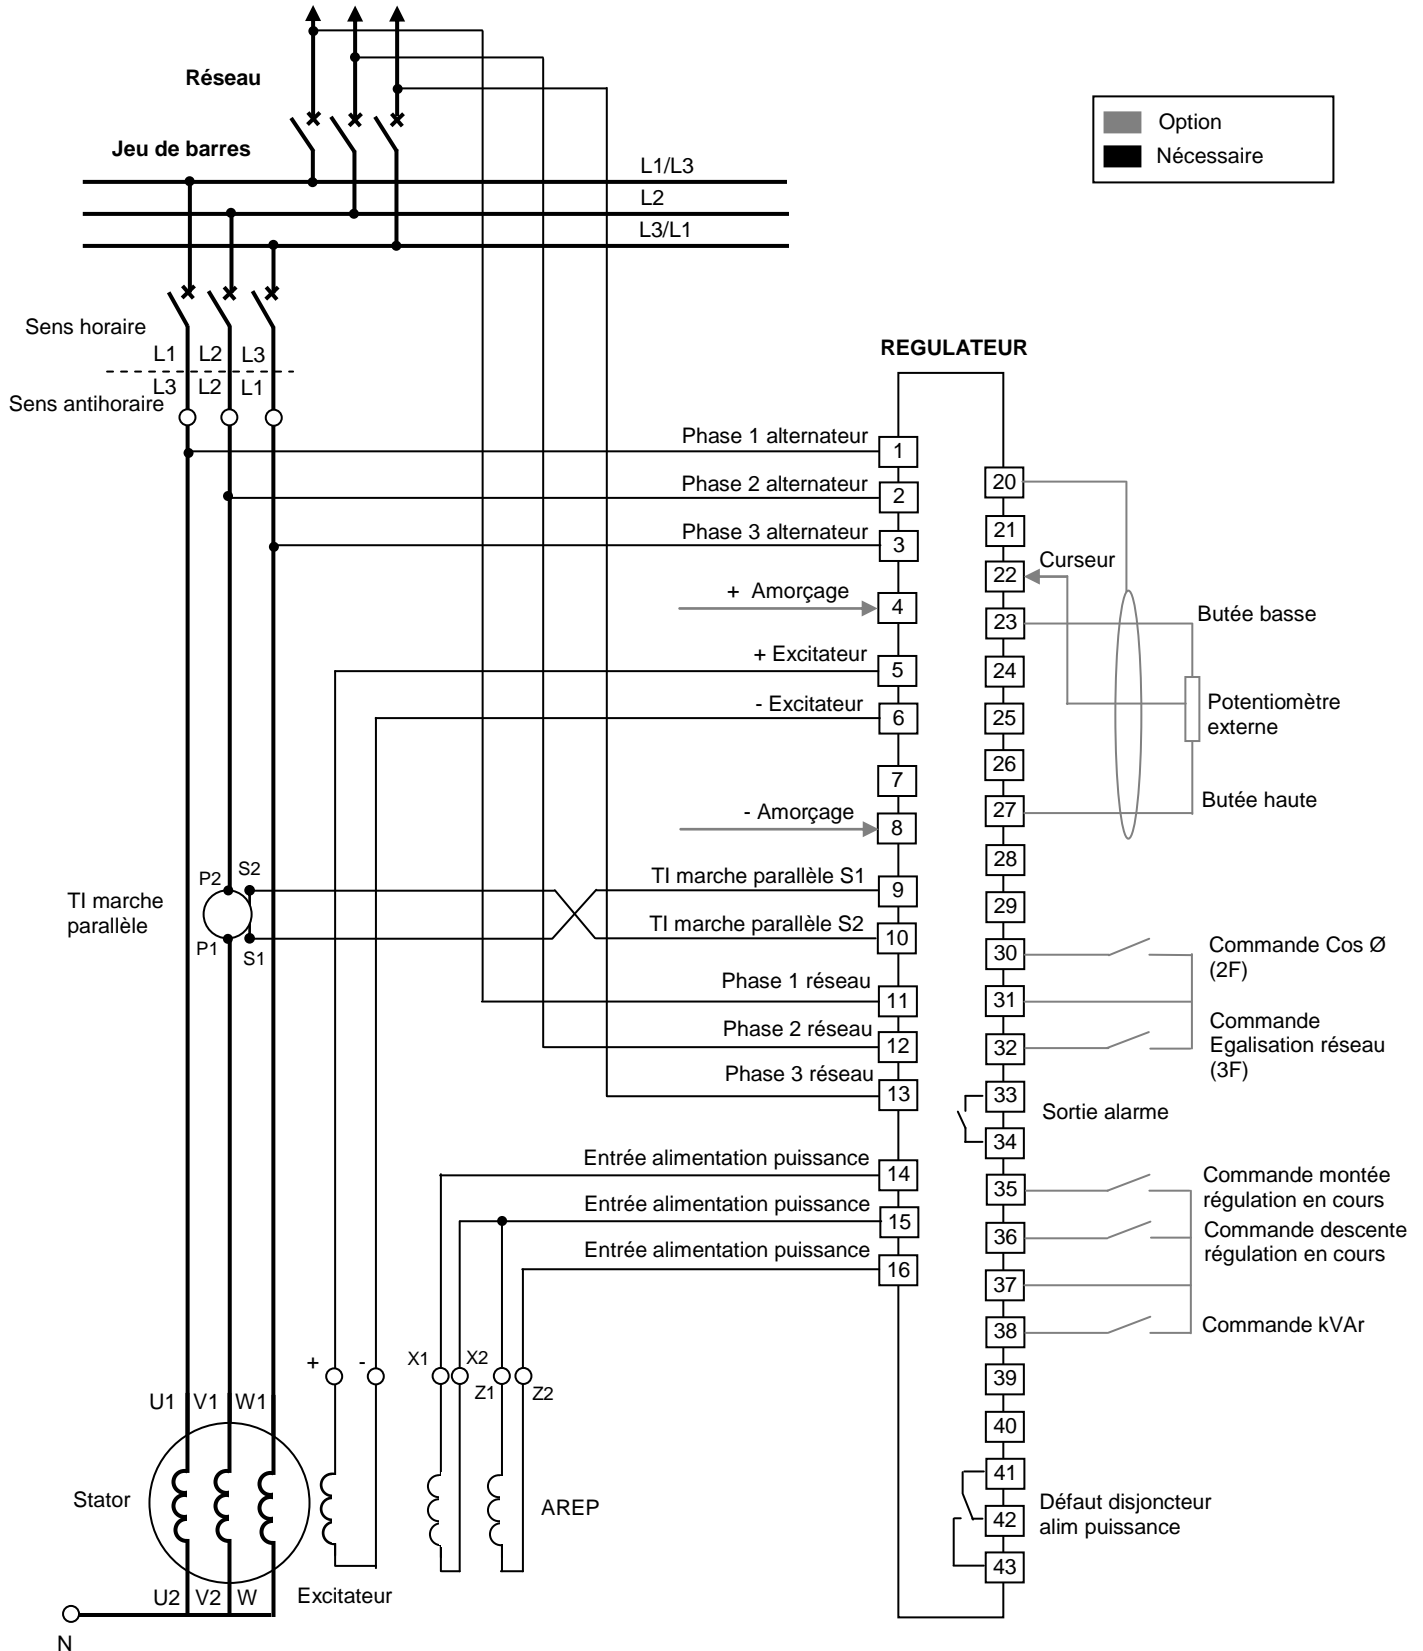 Réseau
Option
Nécessaire
Jeu de barres
L1/L3
L2
L3/L1
Sens horaire
L1 L2 L3
L3 L2 L1
Sens antihoraire
REGULATEUR
Phase 1 alternateur
1
Phase 2 alternateur
2
Phase 3 alternateur
3
+ Amorçage
4
+ Excitateur
5
- Excitateur
6
7
- Amorçage
8
TI marche parallèle S1
9
TI marche parallèle S2
10
Phase 1 réseau
11
Phase 2 réseau
12
Phase 3 réseau
13
Entrée alimentation puissance
14
Entrée alimentation puissance
15
Entrée alimentation puissance
16
20
21
22
Curseur
23
Butée basse
24
25
Potentiomètre
externe
26
27
Butée haute
28
29
30
Commande Cos Ø
(2F)
31
32
Commande
Egalisation réseau
(3F)
33
Sortie alarme
34
35
Commande montée
régulation en cours
36
Commande descente
régulation en cours
37
38
Commande kVAr
39
40
41
42
Défaut disjoncteur
alim puissance
43
TI marche
parallèle
P2 S2
P1 S1
+ -
X1 X2
Z1 Z2
U1 V1 W1
Stator
AREP
Excitateur
U2 V2 W
N